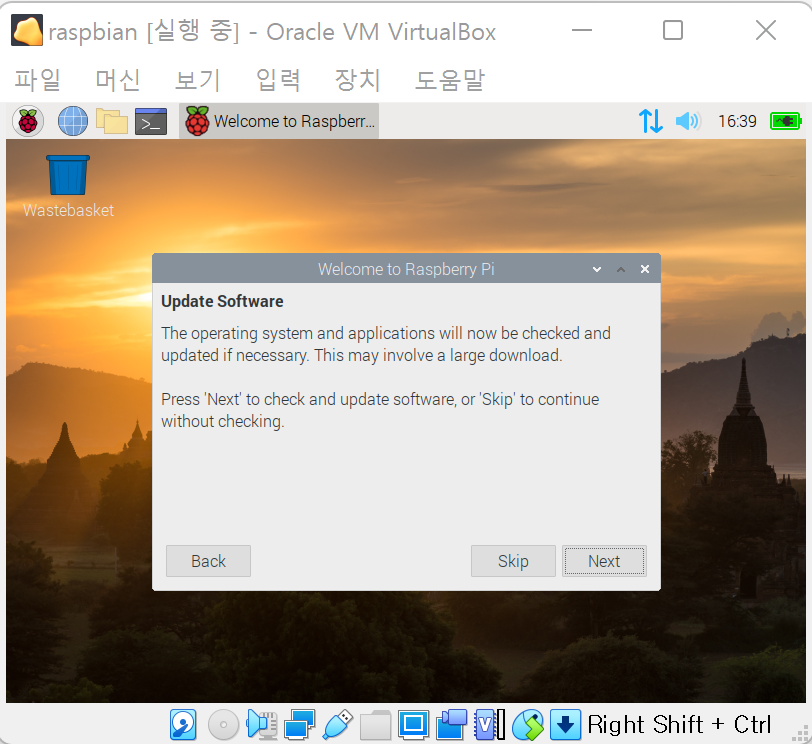 raspbian [실행 중] - Oracle VM VirtualBox
파일 머신 보기 입력 장치 도움말
Welcome to Raspberr... 16:39
Wastebasket
Welcome to Raspberry Pi
Update Software
The operating system and applications will now be checked and
updated if necessary. This may involve a large download.
Press 'Next' to check and update software, or 'Skip' to continue
without checking.
Back Skip Next
Right Shift + Ctrl